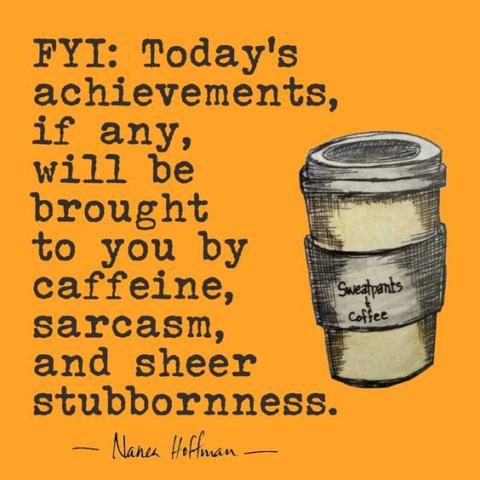 FYI: Today's
achievements,
if any,
will be
brought
to you by
caffeine,
sarcasm,
and sheer
stubbornness.
Sweatpants
&
Coffee
— Nanea Hoffman —